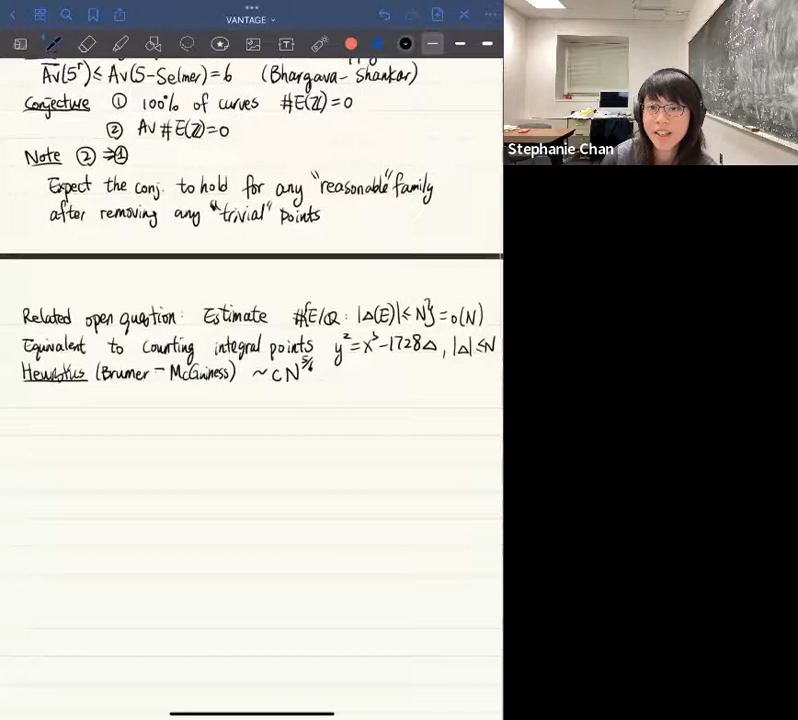 VANTAGE
Av(5^r) ≤ Av(5-Selmer) = 6 (Bhargava-Shankar)
Conjecture ① 100% of curves #E(ℤ)=0
② Av #E(ℤ)=0
Note ② ⇒ ①
Expect the conj. to hold for any "reasonable" family
after removing any "trivial" points
Related open question: Estimate #{E/Q : |Δ(E)| ≤ N} = o(N)
Equivalent to counting integral points y² = x³ - 1728Δ, |Δ| ≤ N
(Brumer - McGuiness) ~ cN^{5/6}
Stephanie Chan